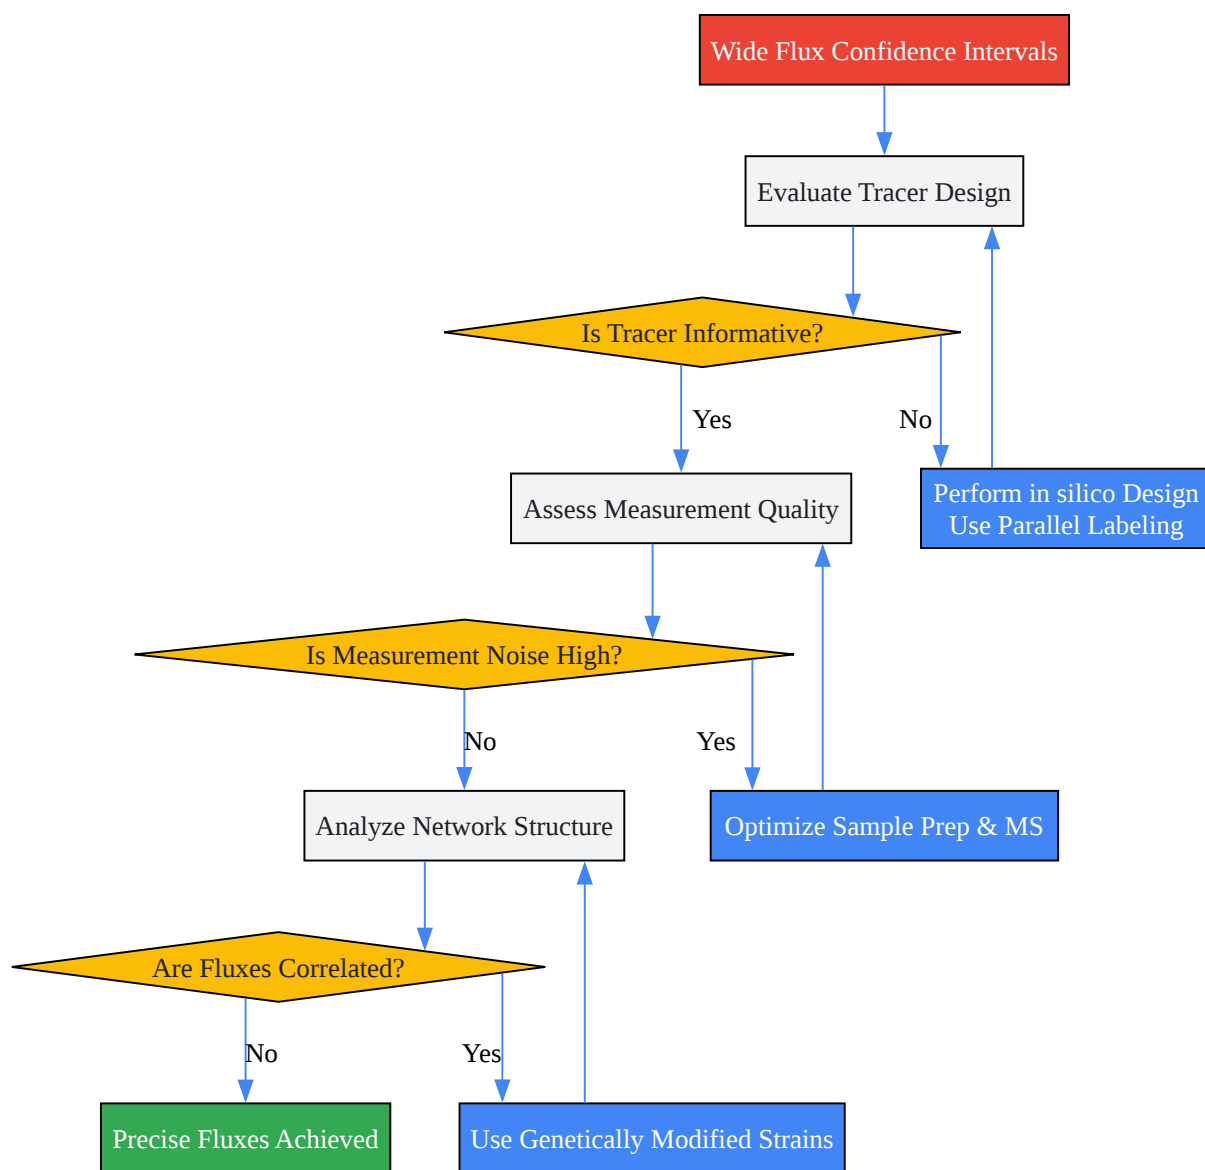 Wide Flux Confidence Intervals
Evaluate Tracer Design
Is Tracer Informative?
Yes
No
Perform in silico Design
Use Parallel Labeling
Assess Measurement Quality
Is Measurement Noise High?
No
Yes
Analyze Network Structure
Optimize Sample Prep & MS
Are Fluxes Correlated?
No
Yes
Precise Fluxes Achieved
Use Genetically Modified Strains